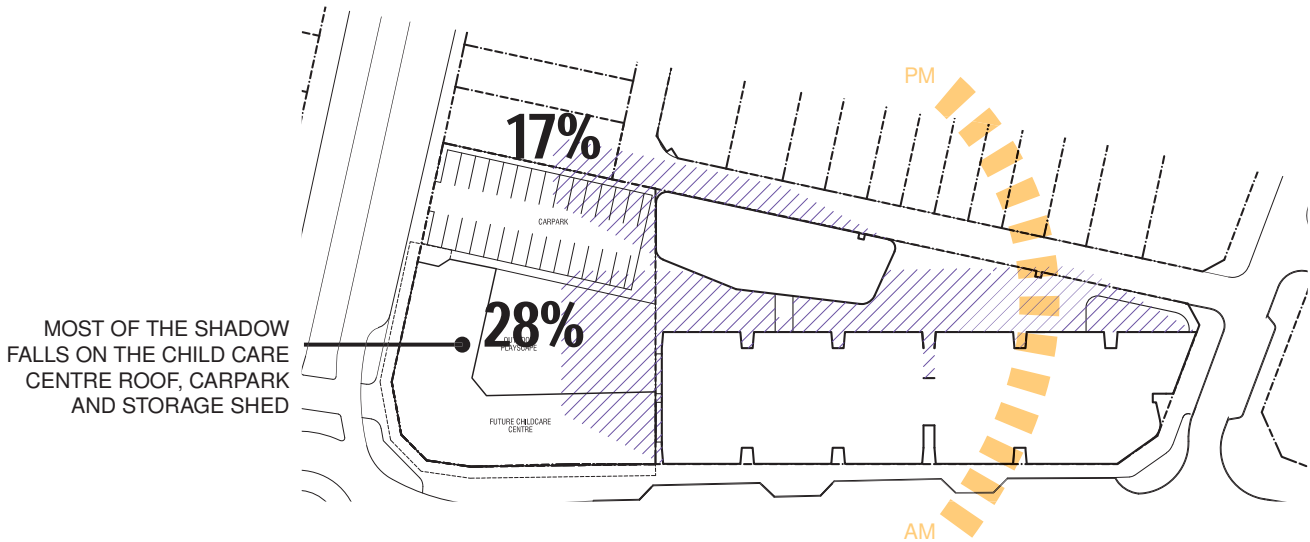 PM
17%
CARPARK
MOST OF THE SHADOW
FALLS ON THE CHILD CARE
CENTRE ROOF, CARPARK
AND STORAGE SHED
28%
PLAYSCAPE
FUTURE CHILDCARE
CENTRE
AM